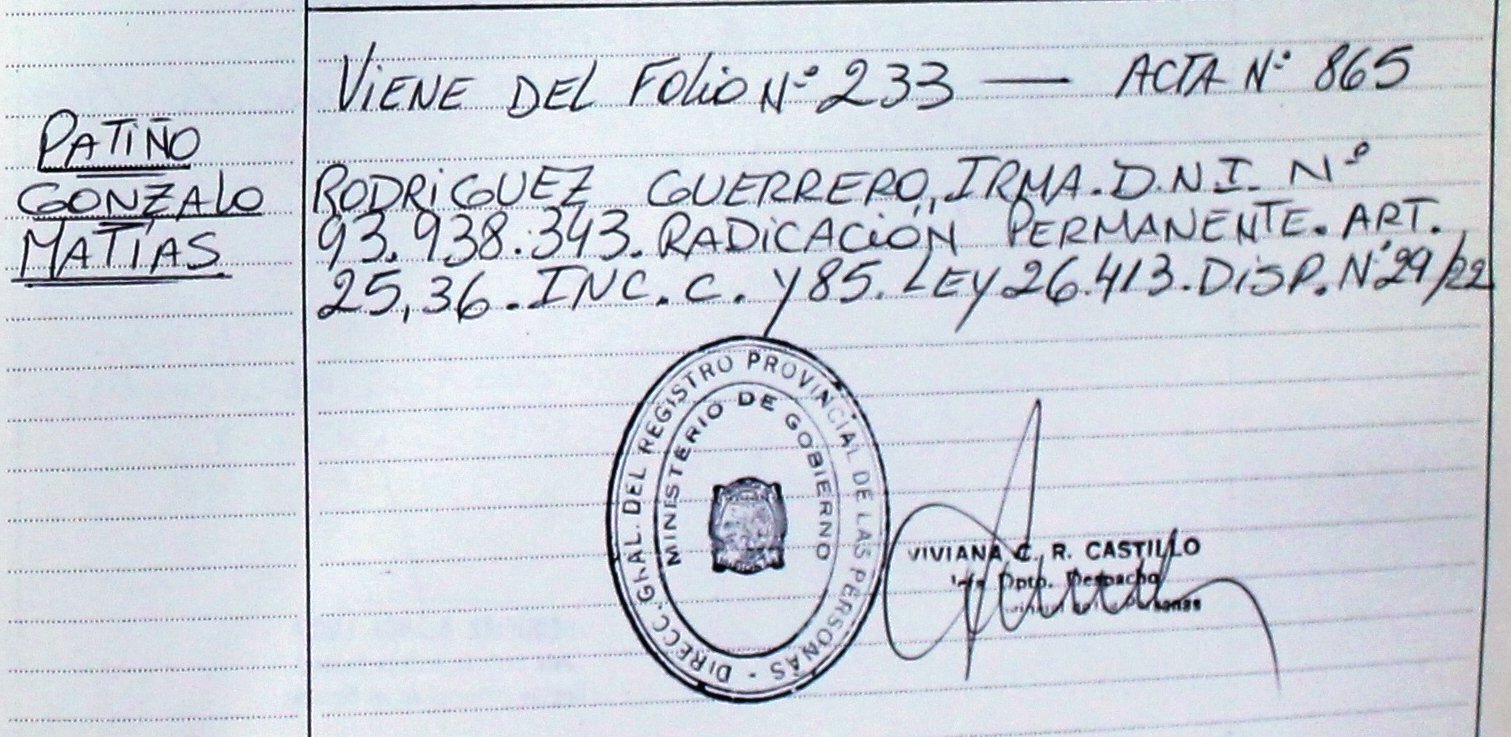 VIENE DEL FOLIO Nº 233 — ACTA Nº 865
PATIÑO
GONZALO
MATÍAS
RODRIGUEZ GUERRERO, IRMA. D.N.I. Nº
93.938.343. RADICACIÓN PERMANENTE. ART.
25,36. INC. C. Y 85. LEY 26.413. DISP. Nº 29/22
DIRECC. GRAL. DEL REGISTRO PROVINCIAL DE LAS PERSONAS -
MINISTERIO DE GOBIERNO
VIVIANA C. R. CASTILLO
Dpto. Despacho